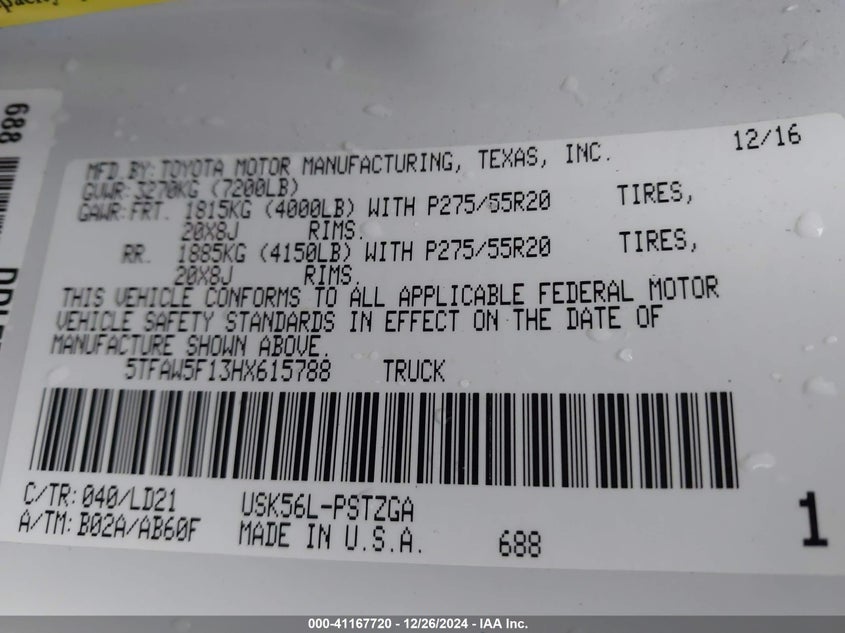 688
MFD.BY: TOYOTA MOTOR MANUFACTURING, TEXAS, INC. 12/16
GVWR: 3270KG (7200LB)
GAWR: FRT. 1815KG (4000LB) WITH P275/55R20 TIRES,
20X8J RIMS.
RR. 1885KG (4150LB) WITH P275/55R20 TIRES,
20X8J RIMS.
THIS VEHICLE CONFORMS TO ALL APPLICABLE FEDERAL MOTOR
VEHICLE SAFETY STANDARDS IN EFFECT ON THE DATE OF
MANUFACTURE SHOWN ABOVE.
5TFAW5F13HX615788 TRUCK
C/TR: 040/LD21 USK56L-PSTZGA
A/TM: B02A/AB60F MADE IN U.S.A. 688 1
000-41167720 - 12/26/2024 - IAA Inc.